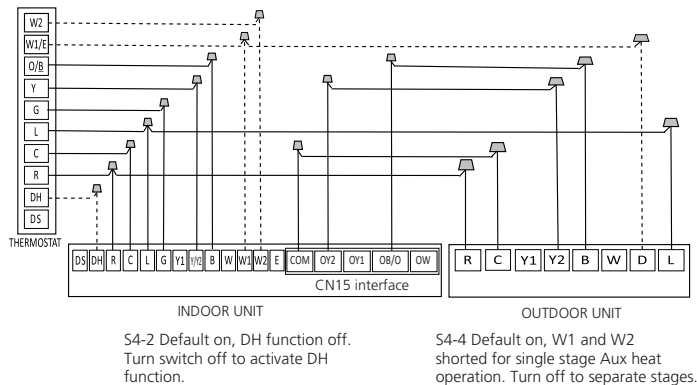 W2
W1/E
O/B
Y
G
L
C
R
DH
DS
THERMOSTAT
DS DH R C L G Y1 Y/Y2 B W W1 W2 E COM OY2 OY1 OB/O OW
CN15 interface
INDOOR UNIT
R C Y1 Y2 B W D L
OUTDOOR UNIT
S4-2 Default on, DH function off.
Turn switch off to activate DH
function.
S4-4 Default on, W1 and W2
shorted for single stage Aux heat
operation. Turn off to separate stages.